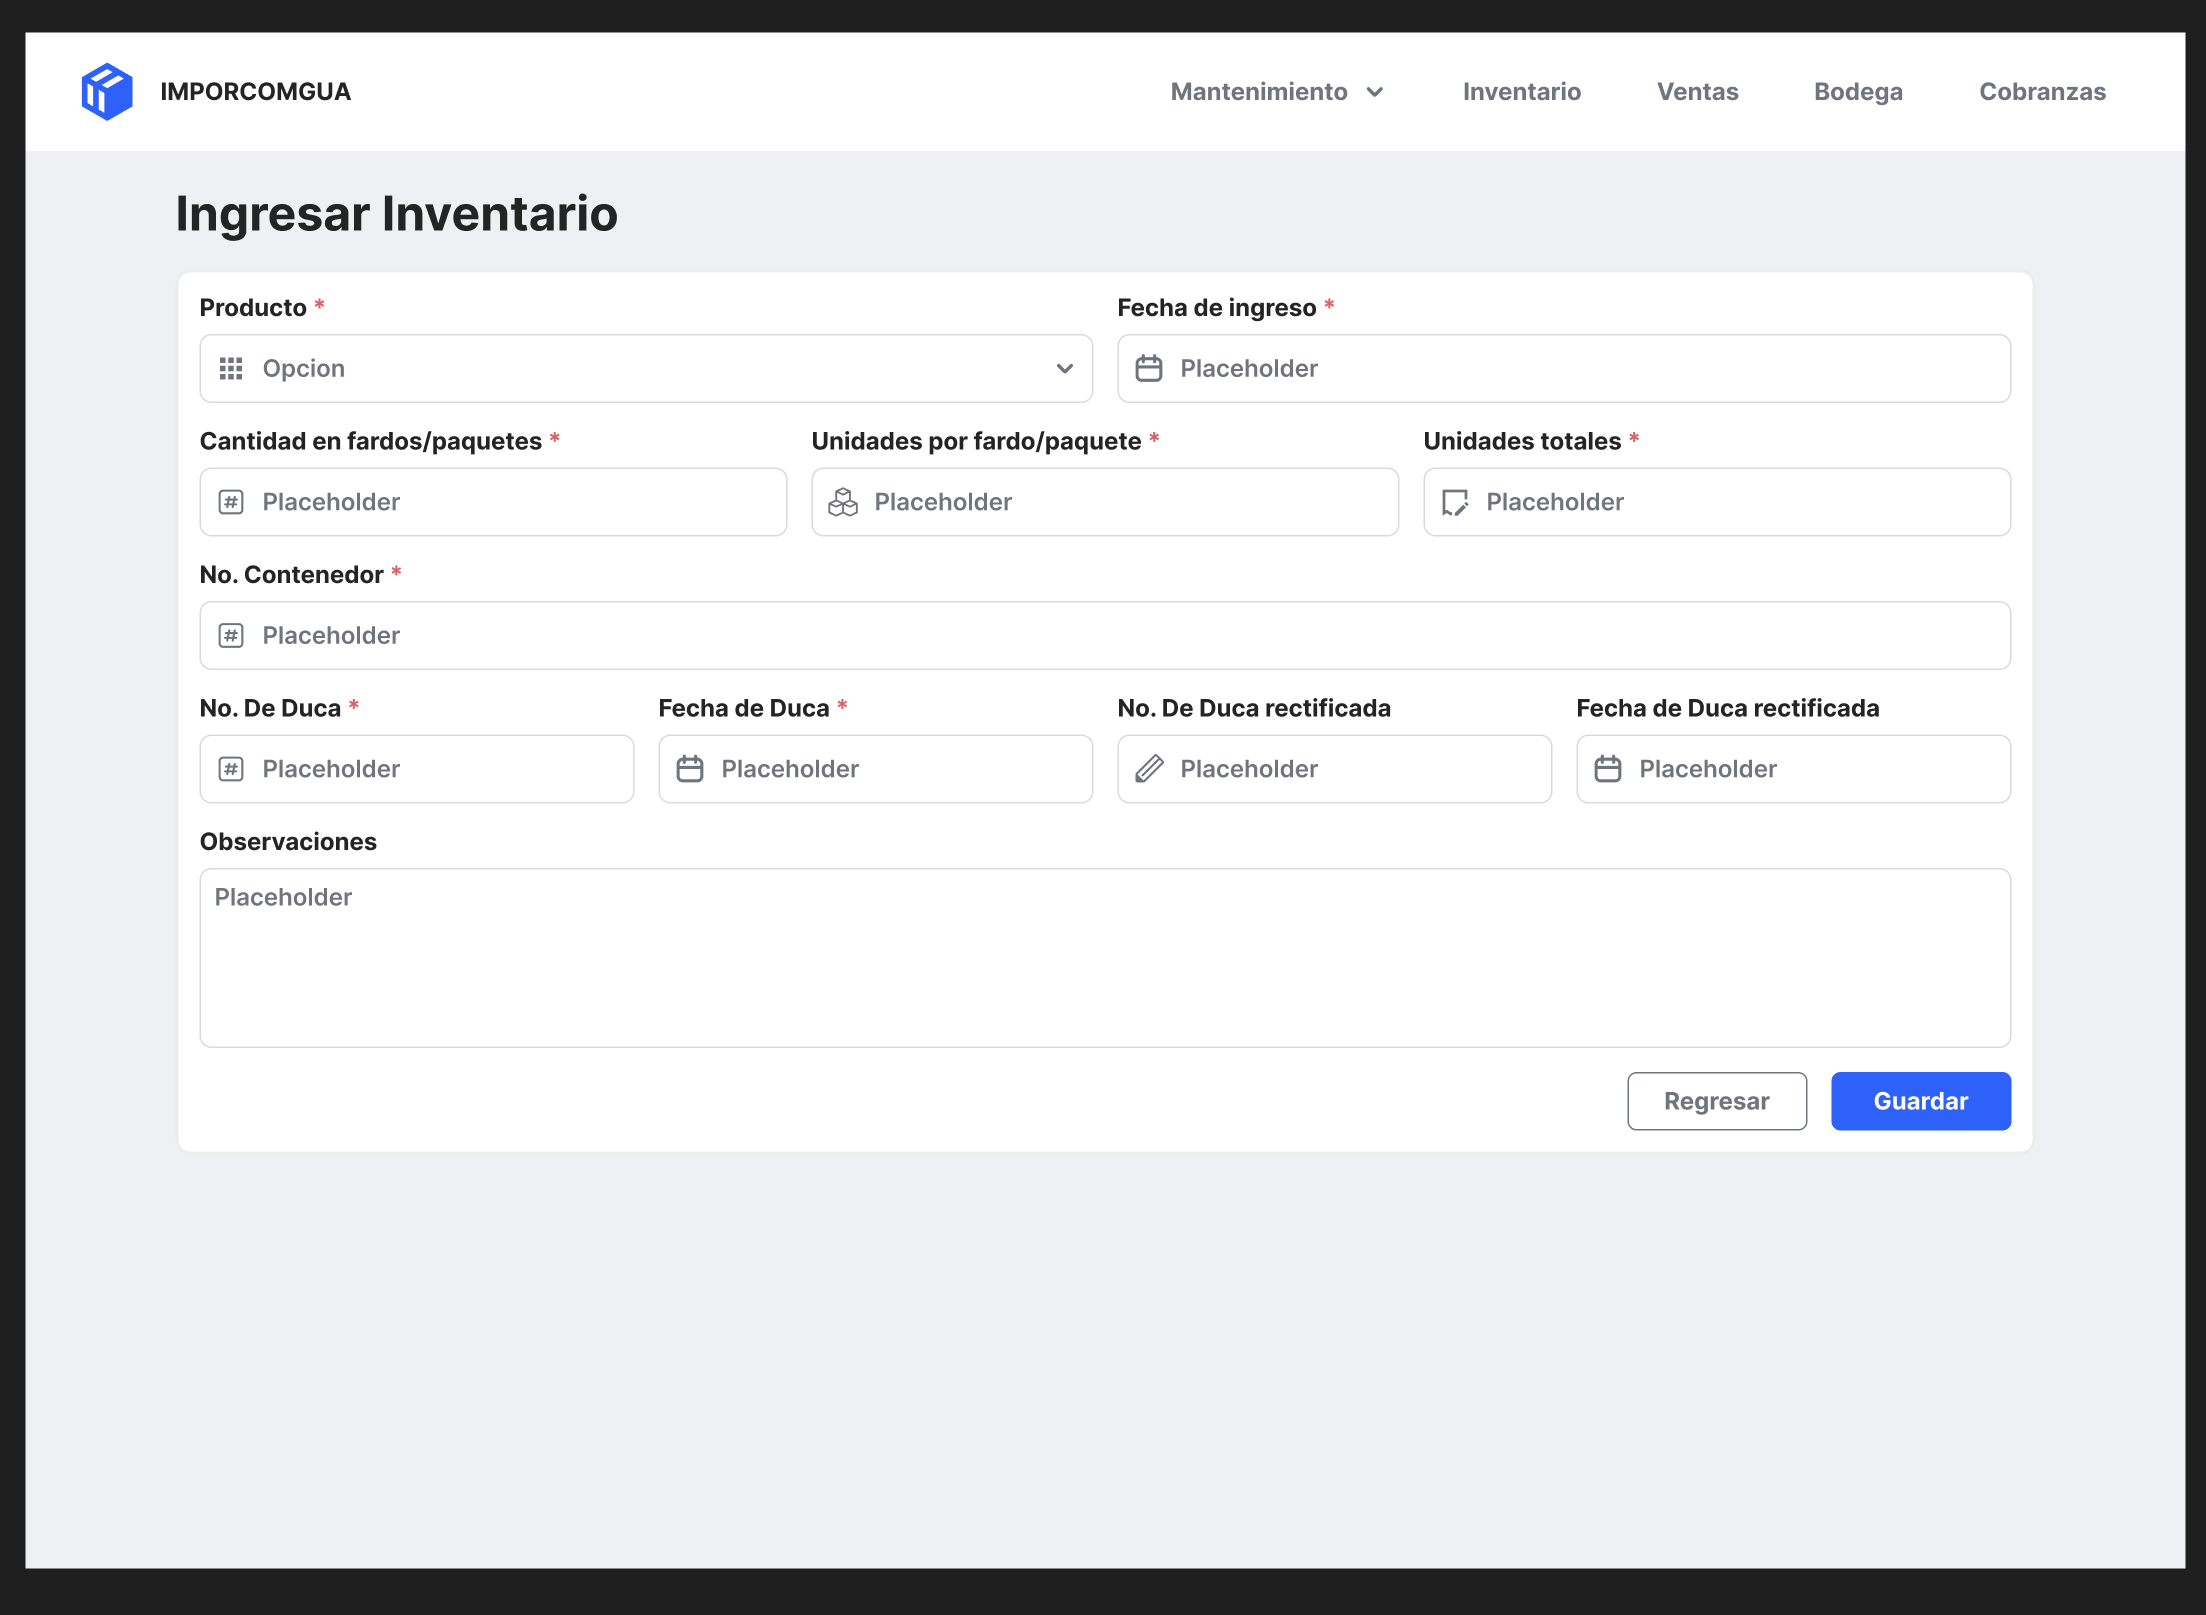 IMPORCOMGUA
Mantenimiento Inventario Ventas Bodega Cobranzas
Ingresar Inventario
Producto * Fecha de ingreso *
Opcion Placeholder
Cantidad en fardos/paquetes * Unidades por fardo/paquete * Unidades totales *
Placeholder Placeholder Placeholder
No. Contenedor *
Placeholder
No. De Duca * Fecha de Duca * No. De Duca rectificada Fecha de Duca rectificada
Placeholder Placeholder Placeholder Placeholder
Observaciones
Placeholder
Regresar Guardar